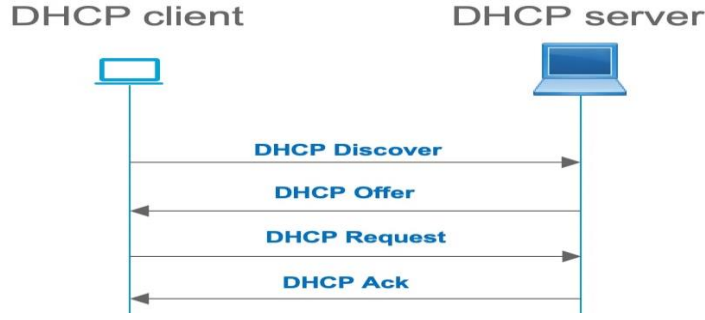 DHCP client DHCP server
DHCP Discover
DHCP Offer
DHCP Request
DHCP Ack